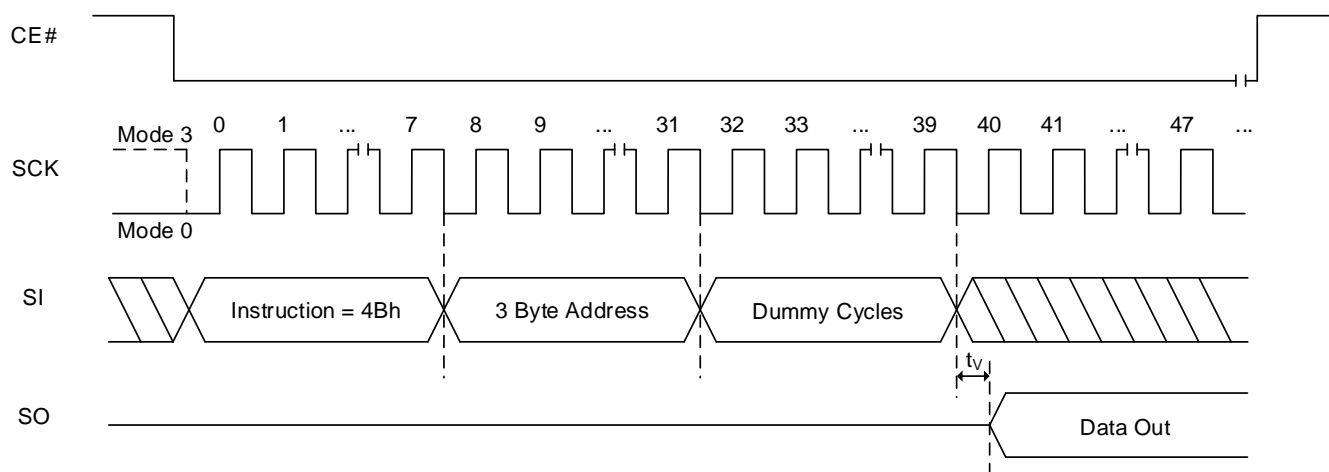 CE#
Mode 3
0 1 ... 7 8 9 ... 31 32 33 ... 39 40 41 ... 47 ...
SCK
Mode 0
SI
Instruction = 4Bh
3 Byte Address
Dummy Cycles
tV
SO
Data Out